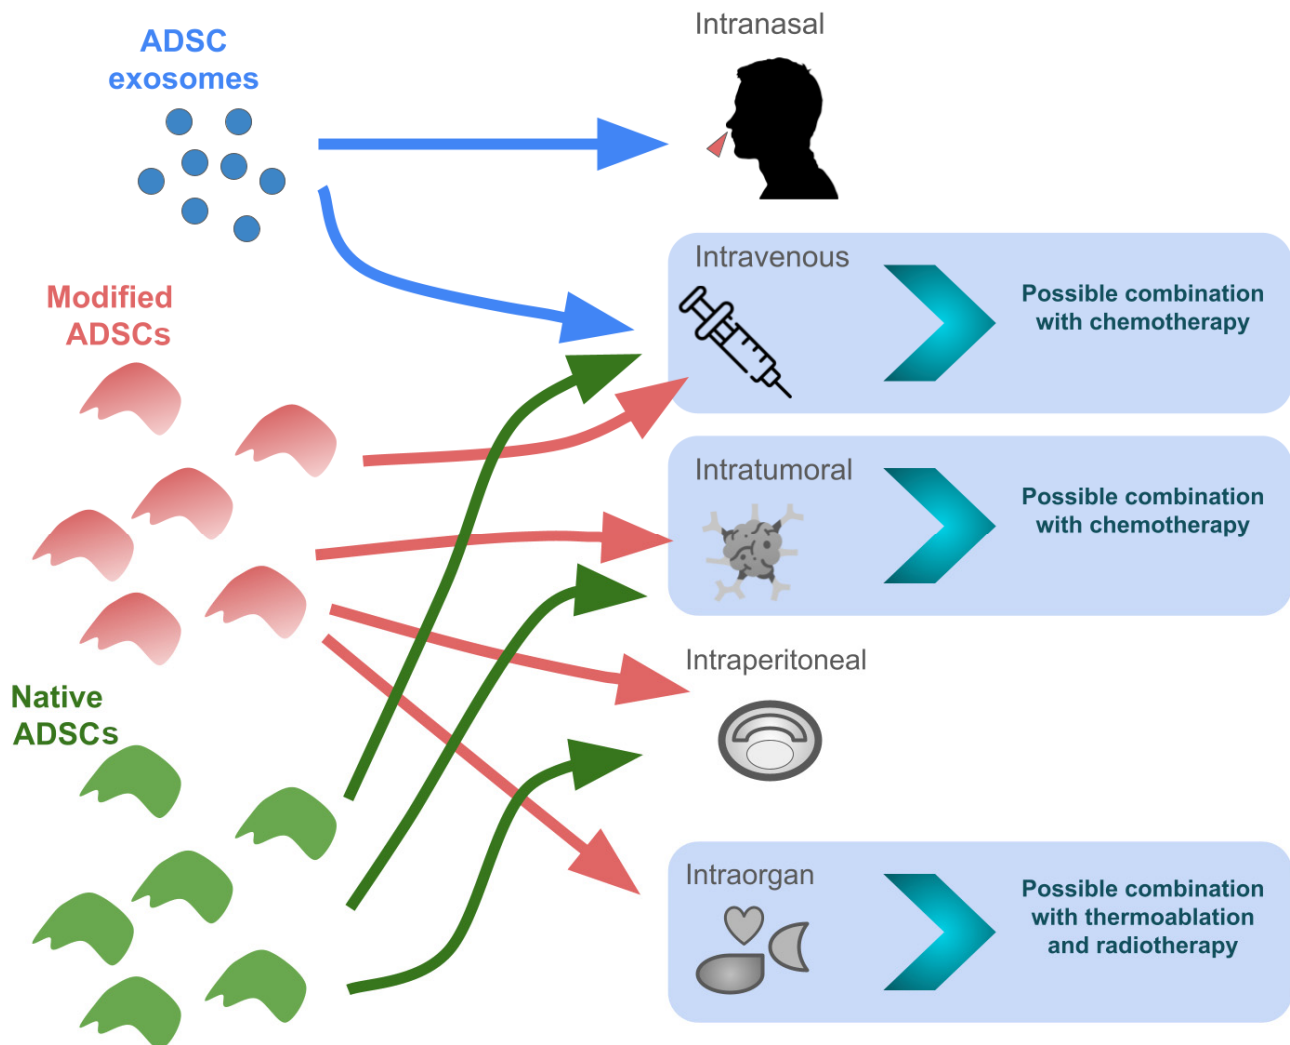 ADSC
exosomes
Intranasal
Intravenous
Possible combination
with chemotherapy
Modified
ADSCs
Intratumoral
Possible combination
with chemotherapy
Intraperitoneal
Native
ADSCs
Intraorgan
Possible combination
with thermoablation
and radiotherapy